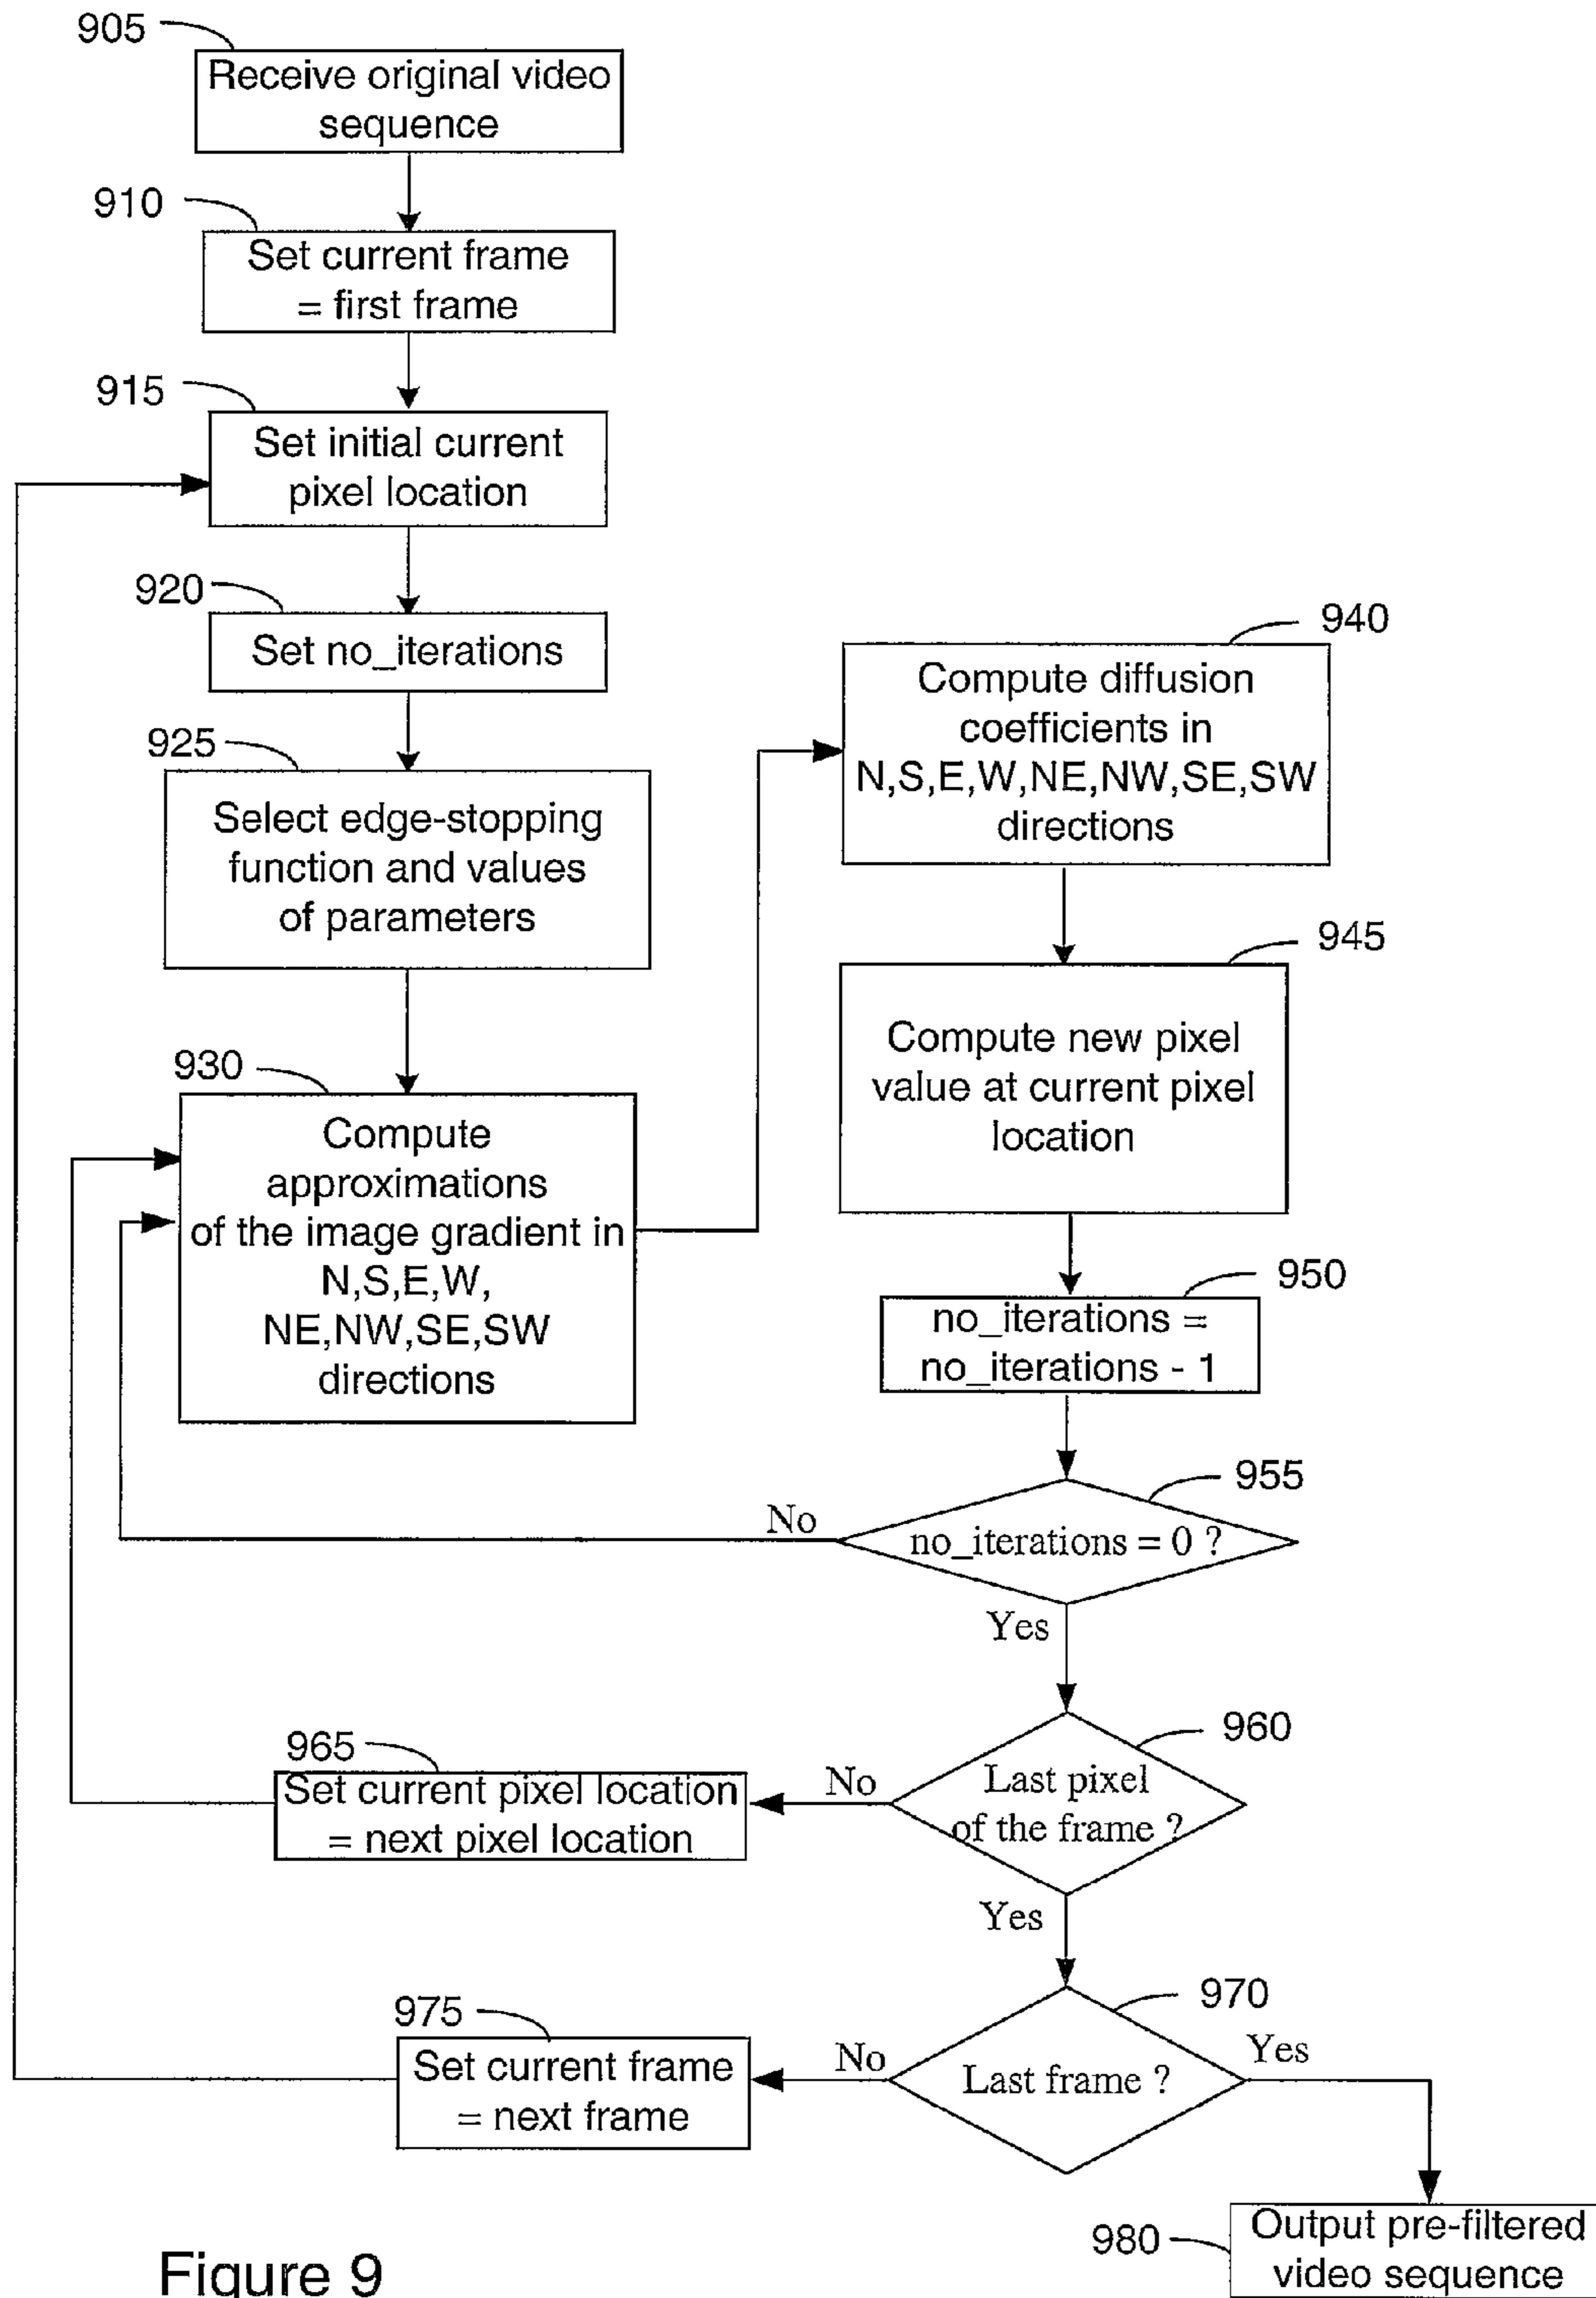 905
Receive original video
sequence
910
Set current frame
= first frame
915
Set initial current
pixel location
920
Set no_iterations
925
Select edge-stopping
function and values
of parameters
930
Compute
approximations
of the image gradient in
N,S,E,W,
NE,NW,SE,SW
directions
940
Compute diffusion
coefficients in
N,S,E,W,NE,NW,SE,SW
directions
945
Compute new pixel
value at current pixel
location
950
no_iterations =
no_iterations - 1
955
no_iterations = 0 ?
No
Yes
960
Last pixel
of the frame ?
No
965
Set current pixel location
= next pixel location
Yes
970
Last frame ?
No
Yes
975
Set current frame
= next frame
980
Output pre-filtered
video sequence
Figure 9